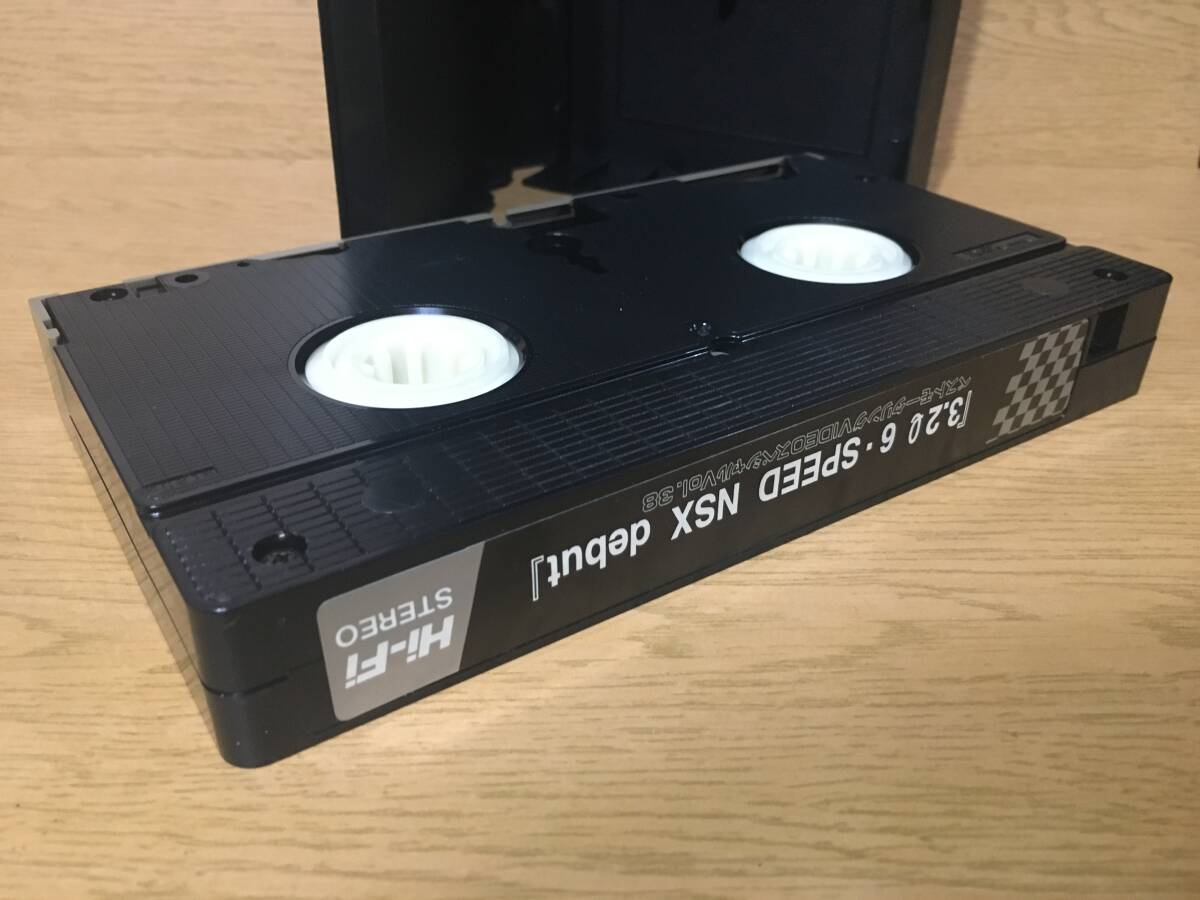 ベストモータリングVIDEOスペシャルVol.38
『3.2ℓ 6・SPEED NSX debut』
Hi-Fi
STEREO